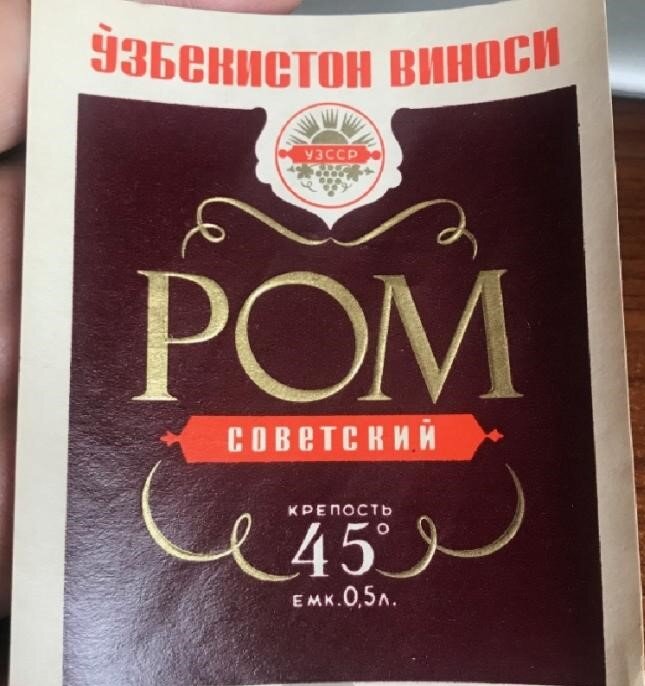 Ўзбекистон виноси
УЗССР
РОМ
советский
КРЕПОСТЬ
45°
ЕМК.0,5л.